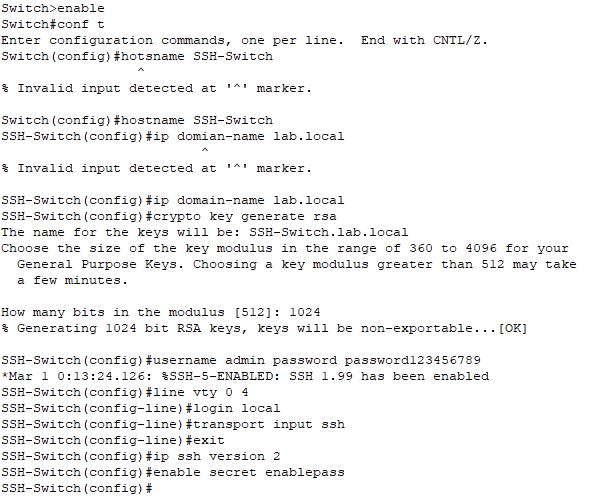 Switch>enable
Switch#conf t
Enter configuration commands, one per line.  End with CNTL/Z.
Switch(config)#hotsname SSH-Switch
                 ^
% Invalid input detected at '^' marker.

Switch(config)#hostname SSH-Switch
SSH-Switch(config)#ip domian-name lab.local
                         ^
% Invalid input detected at '^' marker.

SSH-Switch(config)#ip domain-name lab.local
SSH-Switch(config)#crypto key generate rsa
The name for the keys will be: SSH-Switch.lab.local
Choose the size of the key modulus in the range of 360 to 4096 for your
  General Purpose Keys. Choosing a key modulus greater than 512 may take
  a few minutes.

How many bits in the modulus [512]: 1024
% Generating 1024 bit RSA keys, keys will be non-exportable...[OK]

SSH-Switch(config)#username admin password password123456789
*Mar 1 0:13:24.126: %SSH-5-ENABLED: SSH 1.99 has been enabled
SSH-Switch(config)#line vty 0 4
SSH-Switch(config-line)#login local
SSH-Switch(config-line)#transport input ssh
SSH-Switch(config-line)#exit
SSH-Switch(config)#ip ssh version 2
SSH-Switch(config)#enable secret enablepass
SSH-Switch(config)#